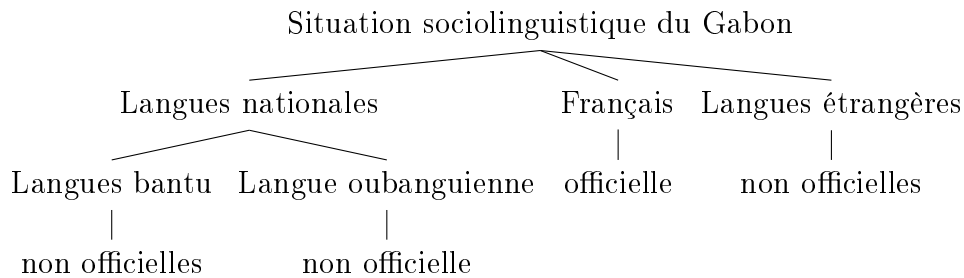 Situation sociolinguistique du Gabon
Langues nationales Français Langues étrangères
Langues bantu Langue oubanguienne officielle non officielles
non officielles non officielle